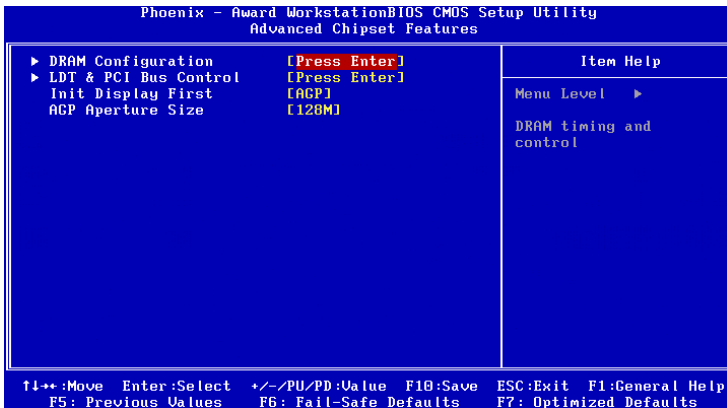 Phoenix - Award WorkstationBIOS CMOS Setup Utility
Advanced Chipset Features
▶ DRAM Configuration [Press Enter]
▶ LDT & PCI Bus Control [Press Enter]
Init Display First [AGP]
AGP Aperture Size [128M]
Item Help
Menu Level ▶
DRAM timing and
control
↑↓→←:Move Enter:Select +/-/PU/PD:Value F10:Save ESC:Exit F1:General Help
F5: Previous Values F6: Fail-Safe Defaults F7: Optimized Defaults